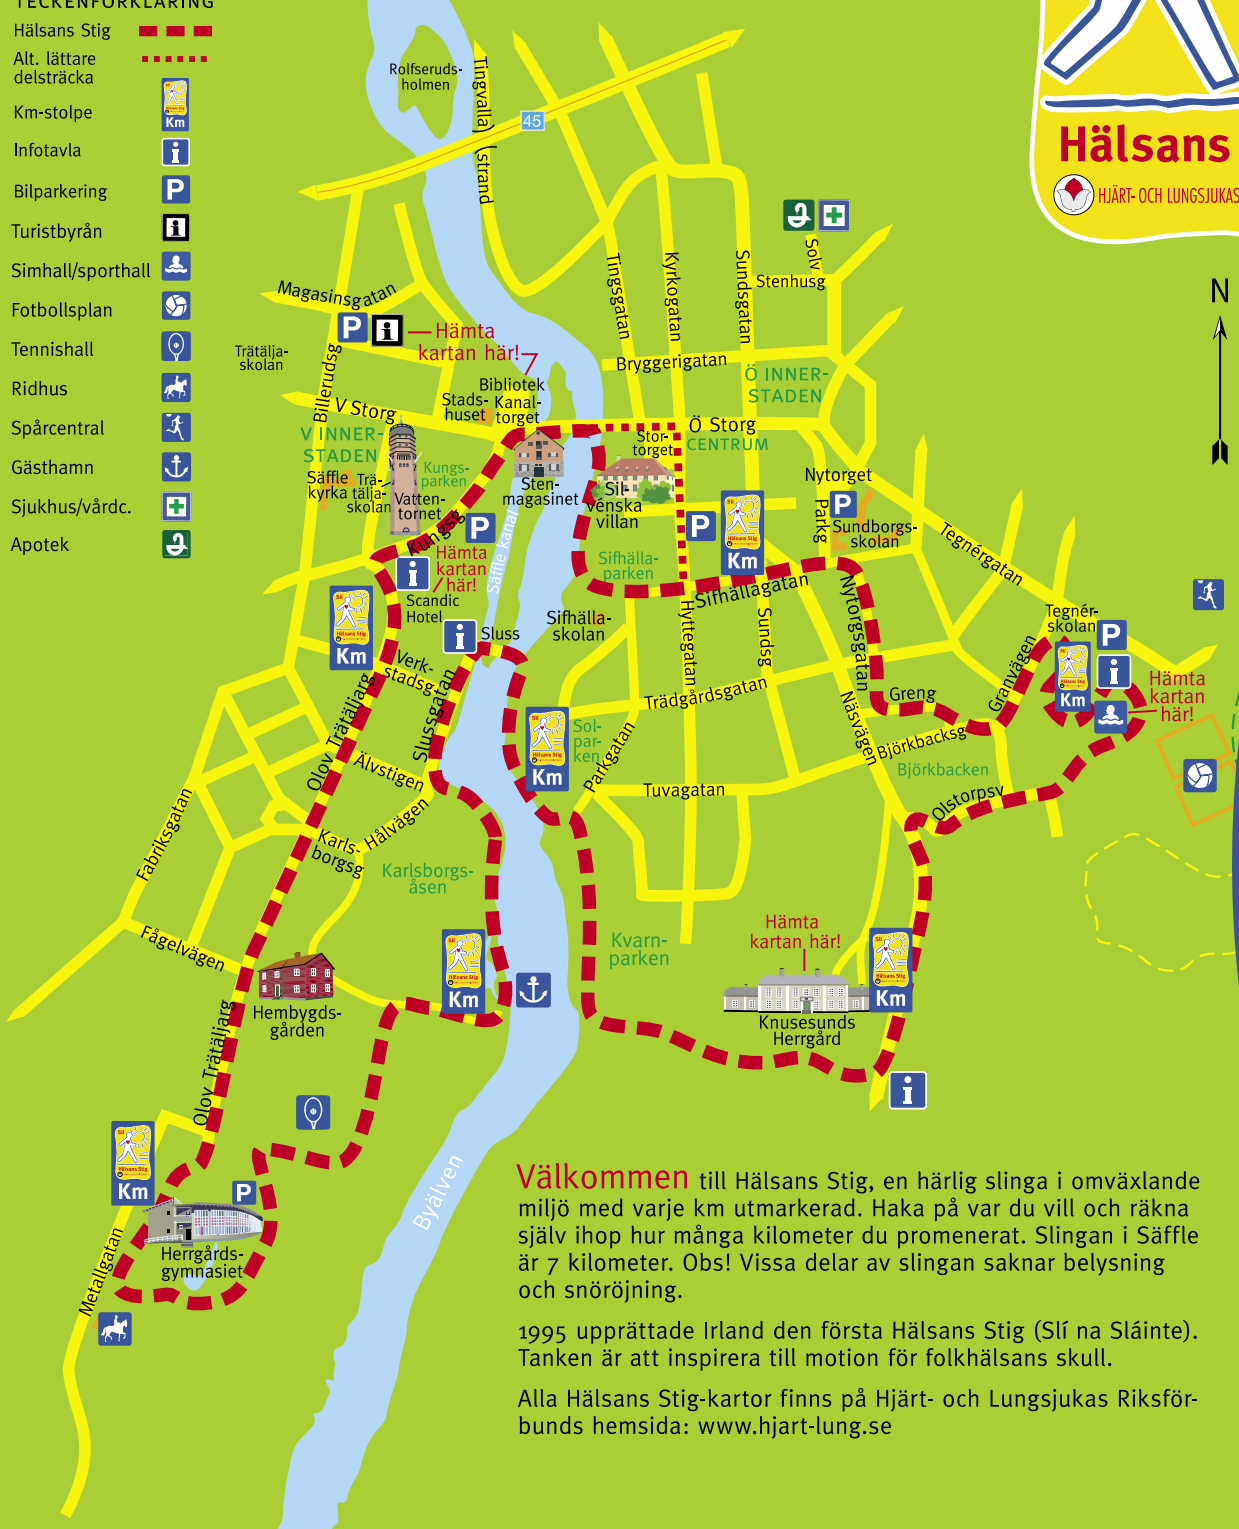 TECKENFÖRKLARING
Hälsans Stig
Alt. lättare
delsträcka
Km-stolpe
Km
Infotavla
Bilparkering
P
Turistbyrån
Simhall/sporthall
Fotbollsplan
Tennishall
Ridhus
Spårcentral
Gästhamn
Sjukhus/vårdc.
Apotek
Hälsans
HJÄRT- OCH LUNGSJUKAS
N
Rolfseruds-
holmen
Tingvalla
strand
45
Magasinsgatan
P
Hämta
kartan här!
Trätälja-
skolan
Billerudsg
V Storg
V INNER-
STADEN
Stads-
huset
Bibliotek
Kanal-
torget
Säffle
kyrka
Trä-
tälja-
skolan
Vatten-
tornet
Kungs-
parken
Kungsg
P
Sten-
magasinet
Säffle kanal
Hämta
kartan
här!
Scandic
Hotel
Sluss
Km
Verk-
stadsg
Slussgatan
Olov Trätäljarg
Älvstigen
Hålvägen
Karls-
borgsg
Karlsborgs-
åsen
Fabriksgatan
Fågelvägen
Hembygds-
gården
Olov Trätäljarg
Km
Km
P
Herrgårds-
gymnasiet
Metallgatan
Byälven
Tingsgatan
Kyrkogatan
Sundsgatan
Solv
Stenhusg
Bryggerigatan
Ö INNER-
STADEN
Ö Storg
CENTRUM
Stor-
torget
Sil-
vénska
villan
Sifhälla-
parken
P
Km
Nytorget
P
Parkg
Sundborgs-
skolan
Tegnérgatan
Sifhällagatan
Sifhälla-
skolan
Hyttegatan
Sundsg
Nytorgsgatan
Trädgårdsgatan
Greng
Granvägen
Tegnér-
skolan
P
Km
Hämta
kartan
här!
Sol-
par-
ken
Km
Parkgatan
Tuvagatan
Näsvägen
Björkbacksg
Björkbacken
Olstorpsv
Kvarn-
parken
Hämta
kartan här!
Km
Knusesunds
Herrgård
Välkommen till Hälsans Stig, en härlig slinga i omväxlande
miljö med varje km utmarkerad. Haka på var du vill och räkna
själv ihop hur många kilometer du promenerat. Slingan i Säffle
är 7 kilometer. Obs! Vissa delar av slingan saknar belysning
och snöröjning.
1995 upprättade Irland den första Hälsans Stig (Slí na Sláinte).
Tanken är att inspirera till motion för folkhälsans skull.
Alla Hälsans Stig-kartor finns på Hjärt- och Lungsjukas Riksför-
bunds hemsida: www.hjart-lung.se